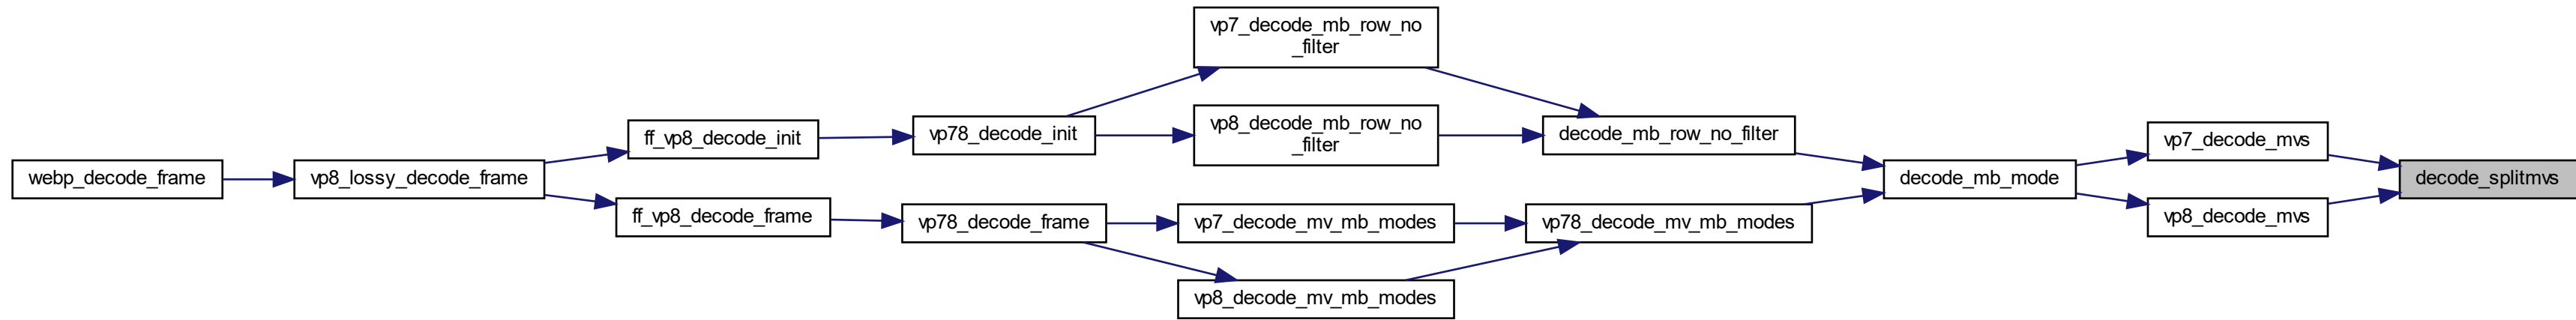 webp_decode_frame
vp8_lossy_decode_frame
ff_vp8_decode_init
ff_vp8_decode_frame
vp78_decode_init
vp78_decode_frame
vp7_decode_mb_row_no
_filter
vp8_decode_mb_row_no
_filter
vp7_decode_mv_mb_modes
vp8_decode_mv_mb_modes
decode_mb_row_no_filter
vp78_decode_mv_mb_modes
decode_mb_mode
vp7_decode_mvs
vp8_decode_mvs
decode_splitmvs